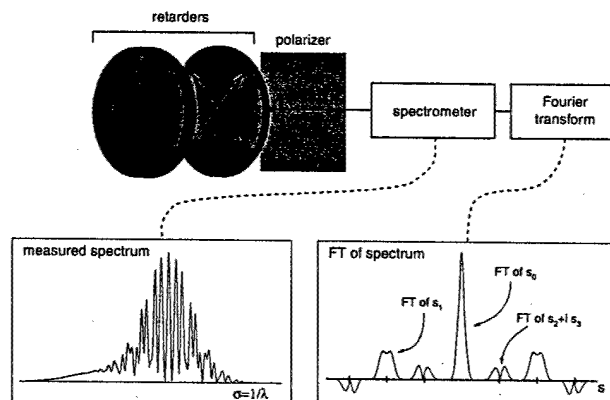 retarders
polarizer
spectrometer
Fourier
transform
measured spectrum
σ=1/λ
FT of spectrum
FT of s₀
FT of s₁
FT of s₂+i s₃
s